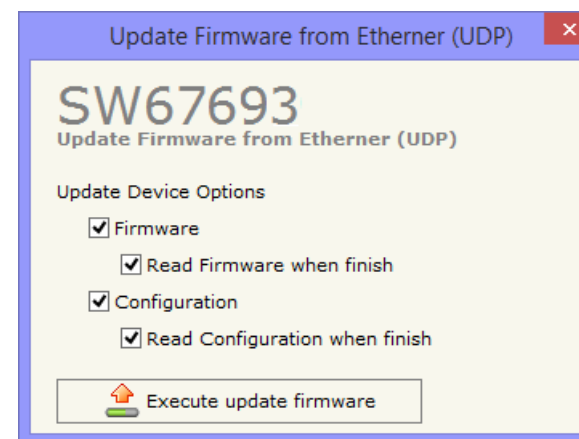 Update Firmware from Etherner (UDP)
SW67693
Update Firmware from Etherner (UDP)
Update Device Options
Firmware
Read Firmware when finish
Configuration
Read Configuration when finish
Execute update firmware